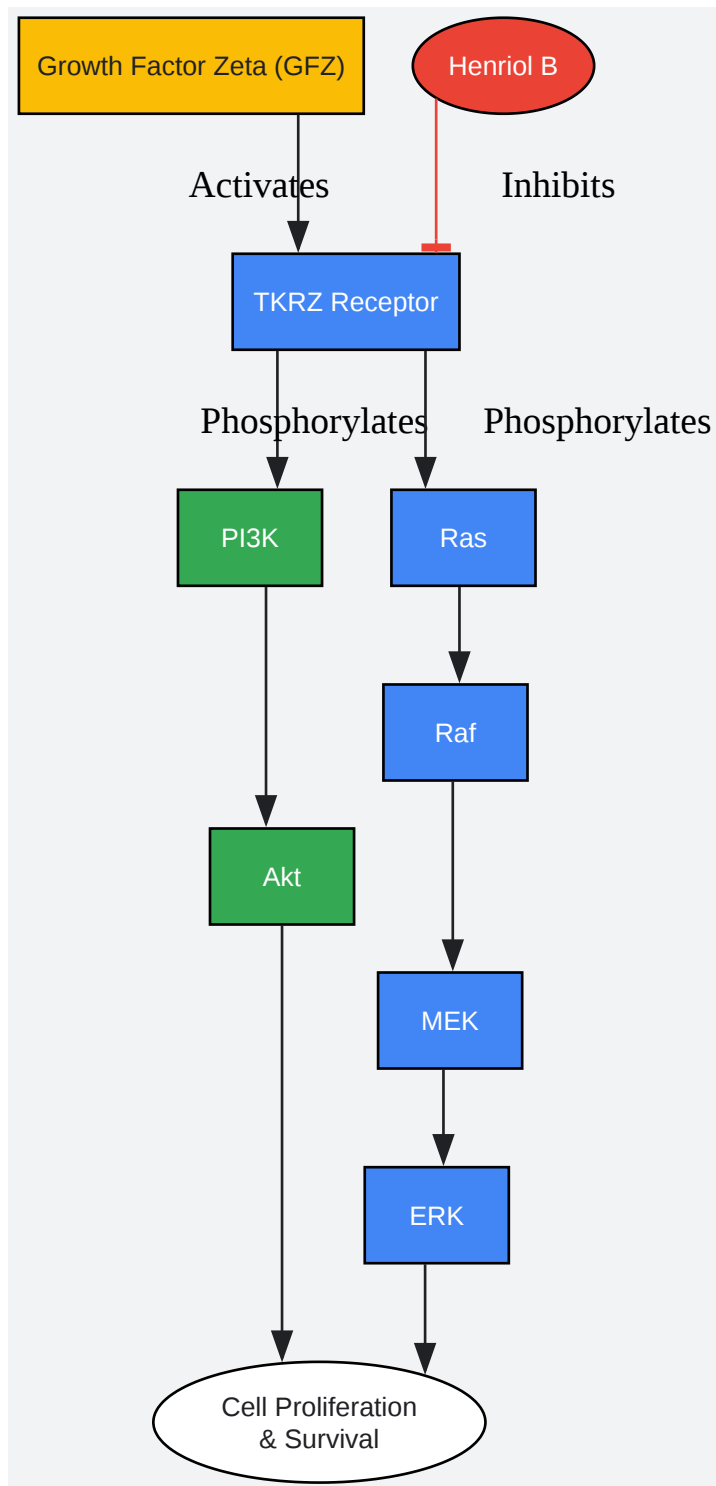 Growth Factor Zeta (GFZ)
Henriol B
Activates
Inhibits
TKRZ Receptor
Phosphorylates
Phosphorylates
PI3K
Ras
Raf
Akt
MEK
ERK
Cell Proliferation
& Survival